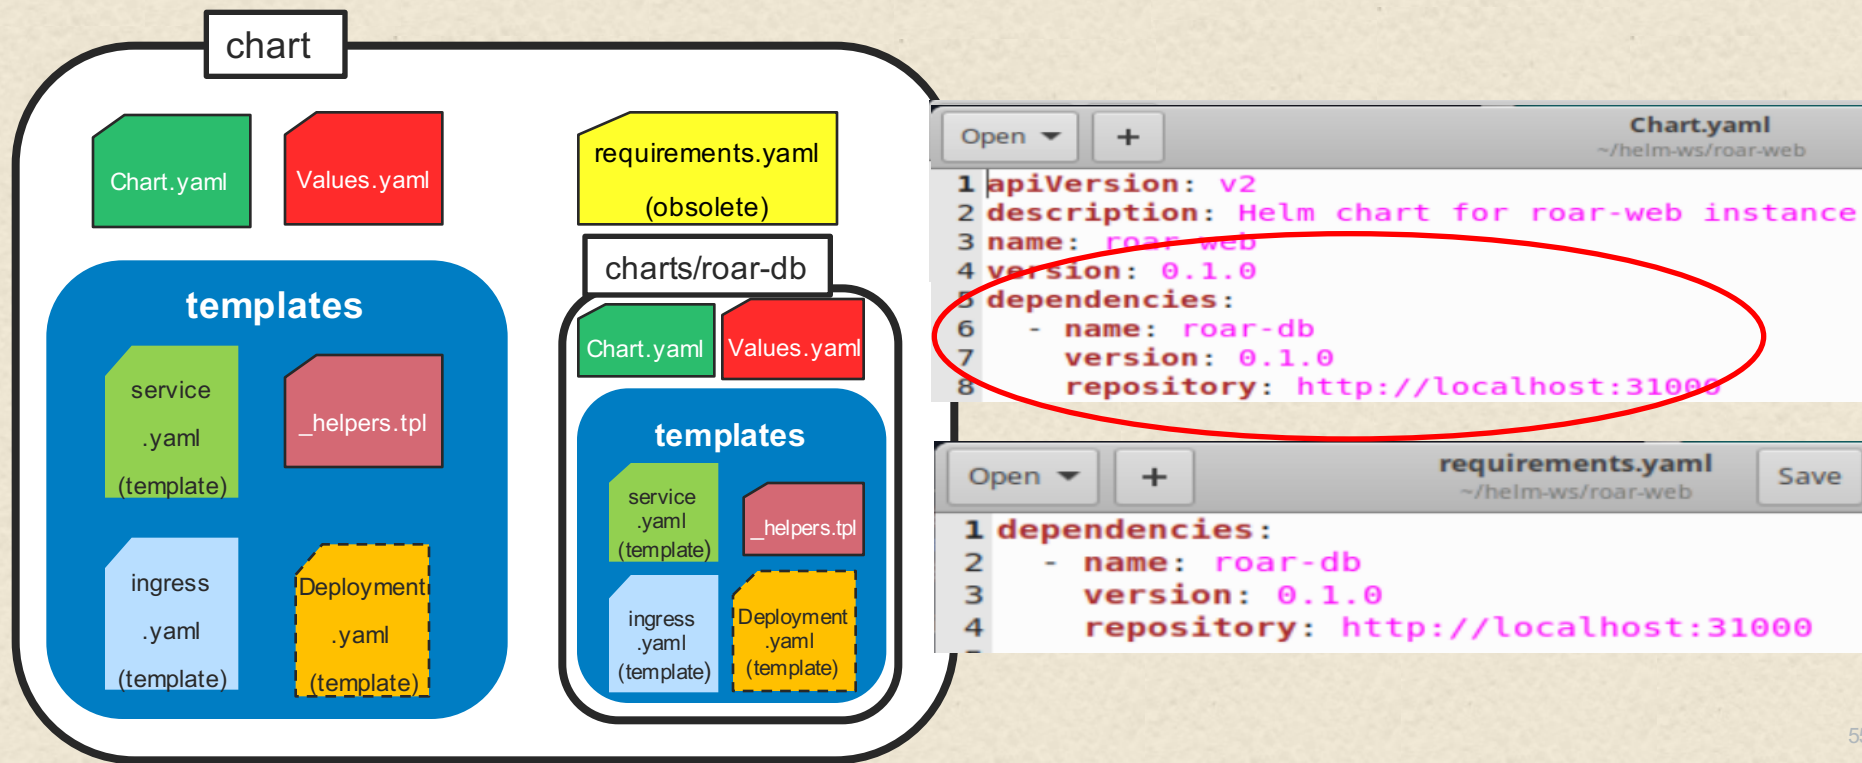 chart
Chart.yaml
Values.yaml
requirements.yaml
(obsolete)
templates
service
.yaml
(template)
_helpers.tpl
ingress
.yaml
(template)
Deployment
.yaml
(template)
charts/roar-db
Chart.yaml
Values.yaml
templates
service
.yaml
(template)
_helpers.tpl
ingress
.yaml
(template)
Deployment
.yaml
(template)
Open
+
Chart.yaml
~/helm-ws/roar-web
1 apiVersion: v2
2 description: Helm chart for roar-web instance
3 name: roar-web
4 version: 0.1.0
5 dependencies:
6 - name: roar-db
7 version: 0.1.0
8 repository: http://localhost:31000
Open
+
requirements.yaml
~/helm-ws/roar-web
Save
1 dependencies:
2 - name: roar-db
3 version: 0.1.0
4 repository: http://localhost:31000